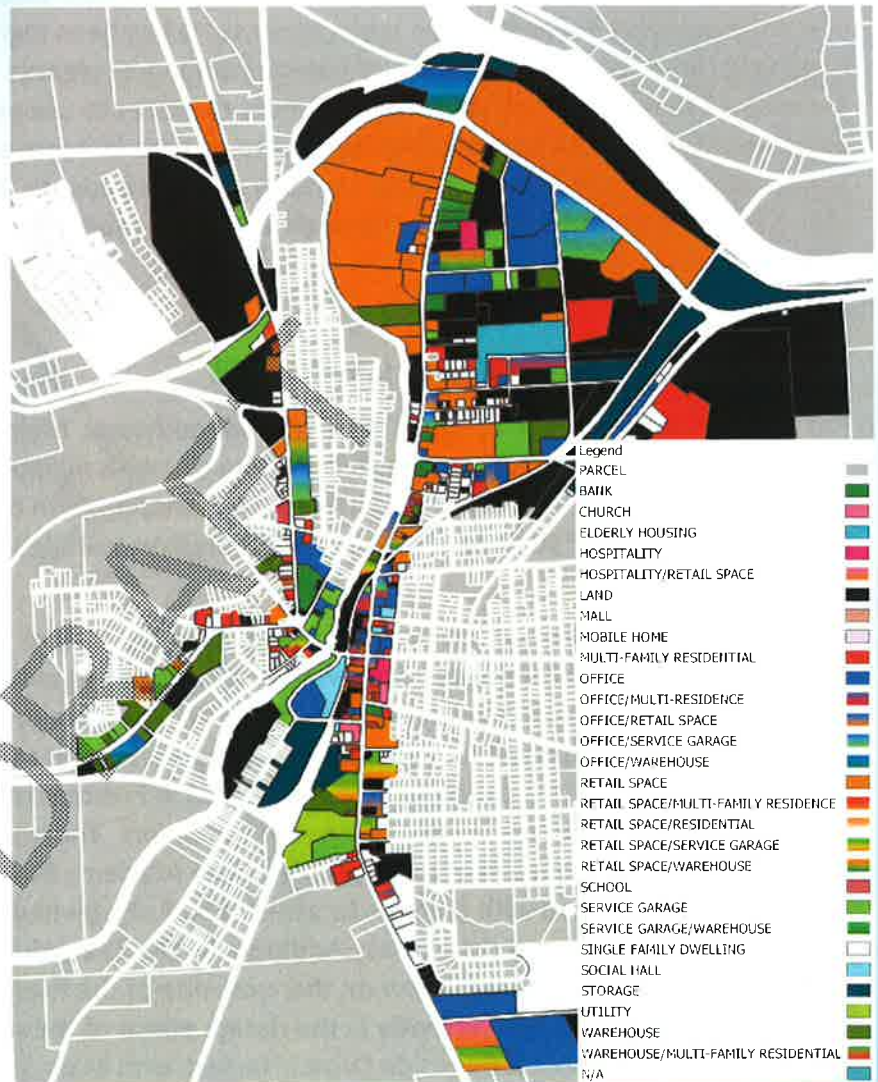 DRAFT
Legend
PARCEL
BANK
CHURCH
ELDERLY HOUSING
HOSPITALITY
HOSPITALITY/RETAIL SPACE
LAND
MALL
MOBILE HOME
MULTI-FAMILY RESIDENTIAL
OFFICE
OFFICE/MULTI-RESIDENCE
OFFICE/RETAIL SPACE
OFFICE/SERVICE GARAGE
OFFICE/WAREHOUSE
RETAIL SPACE
RETAIL SPACE/MULTI-FAMILY RESIDENCE
RETAIL SPACE/RESIDENTIAL
RETAIL SPACE/SERVICE GARAGE
RETAIL SPACE/WAREHOUSE
SCHOOL
SERVICE GARAGE
SERVICE GARAGE/WAREHOUSE
SINGLE FAMILY DWELLING
SOCIAL HALL
STORAGE
UTILITY
WAREHOUSE
WAREHOUSE/MULTI-FAMILY RESIDENTIAL
N/A